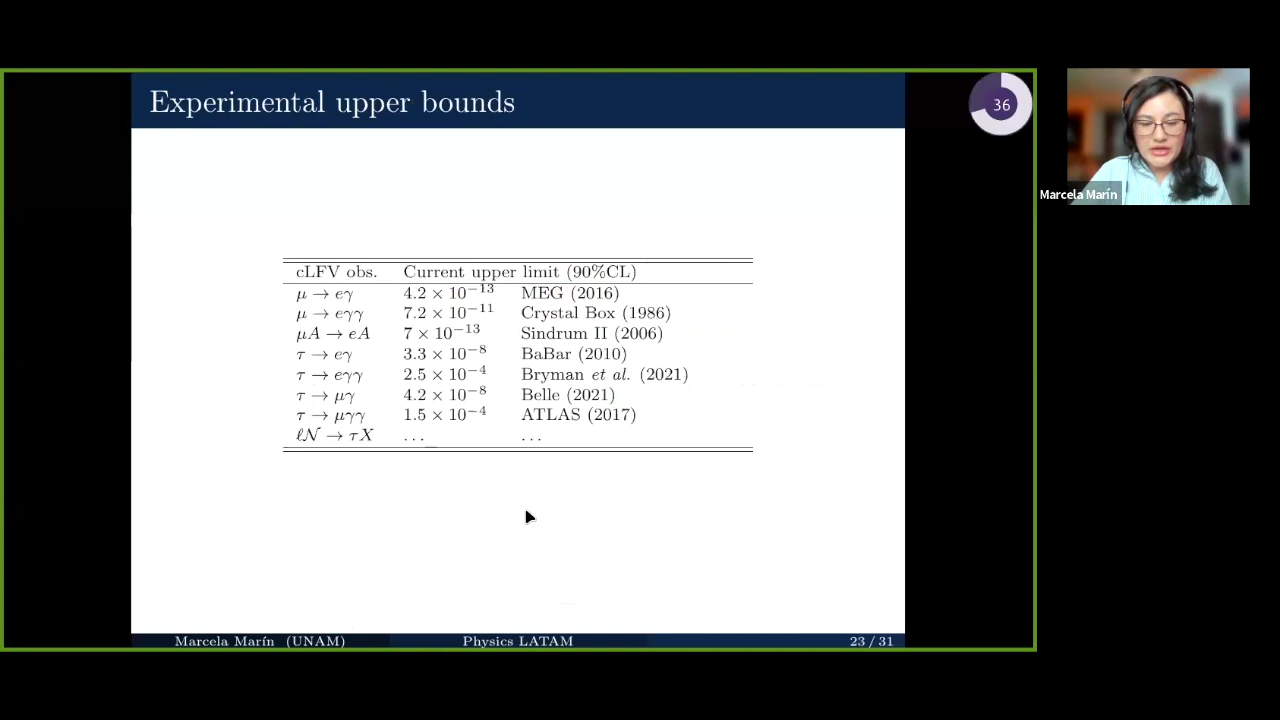 Experimental upper bounds
36
Marcela Marín
cLFV obs. Current upper limit (90%CL)
μ → eγ 4.2 × 10⁻¹³ MEG (2016)
μ → eγγ 7.2 × 10⁻¹¹ Crystal Box (1986)
μA → eA 7 × 10⁻¹³ Sindrum II (2006)
τ → eγ 3.3 × 10⁻⁸ BaBar (2010)
τ → eγγ 2.5 × 10⁻⁴ Bryman et al. (2021)
τ → μγ 4.2 × 10⁻⁸ Belle (2021)
τ → μγγ 1.5 × 10⁻⁴ ATLAS (2017)
ℓ𝒩 → τX ... ...
Marcela Marín (UNAM) Physics LATAM 23 / 31